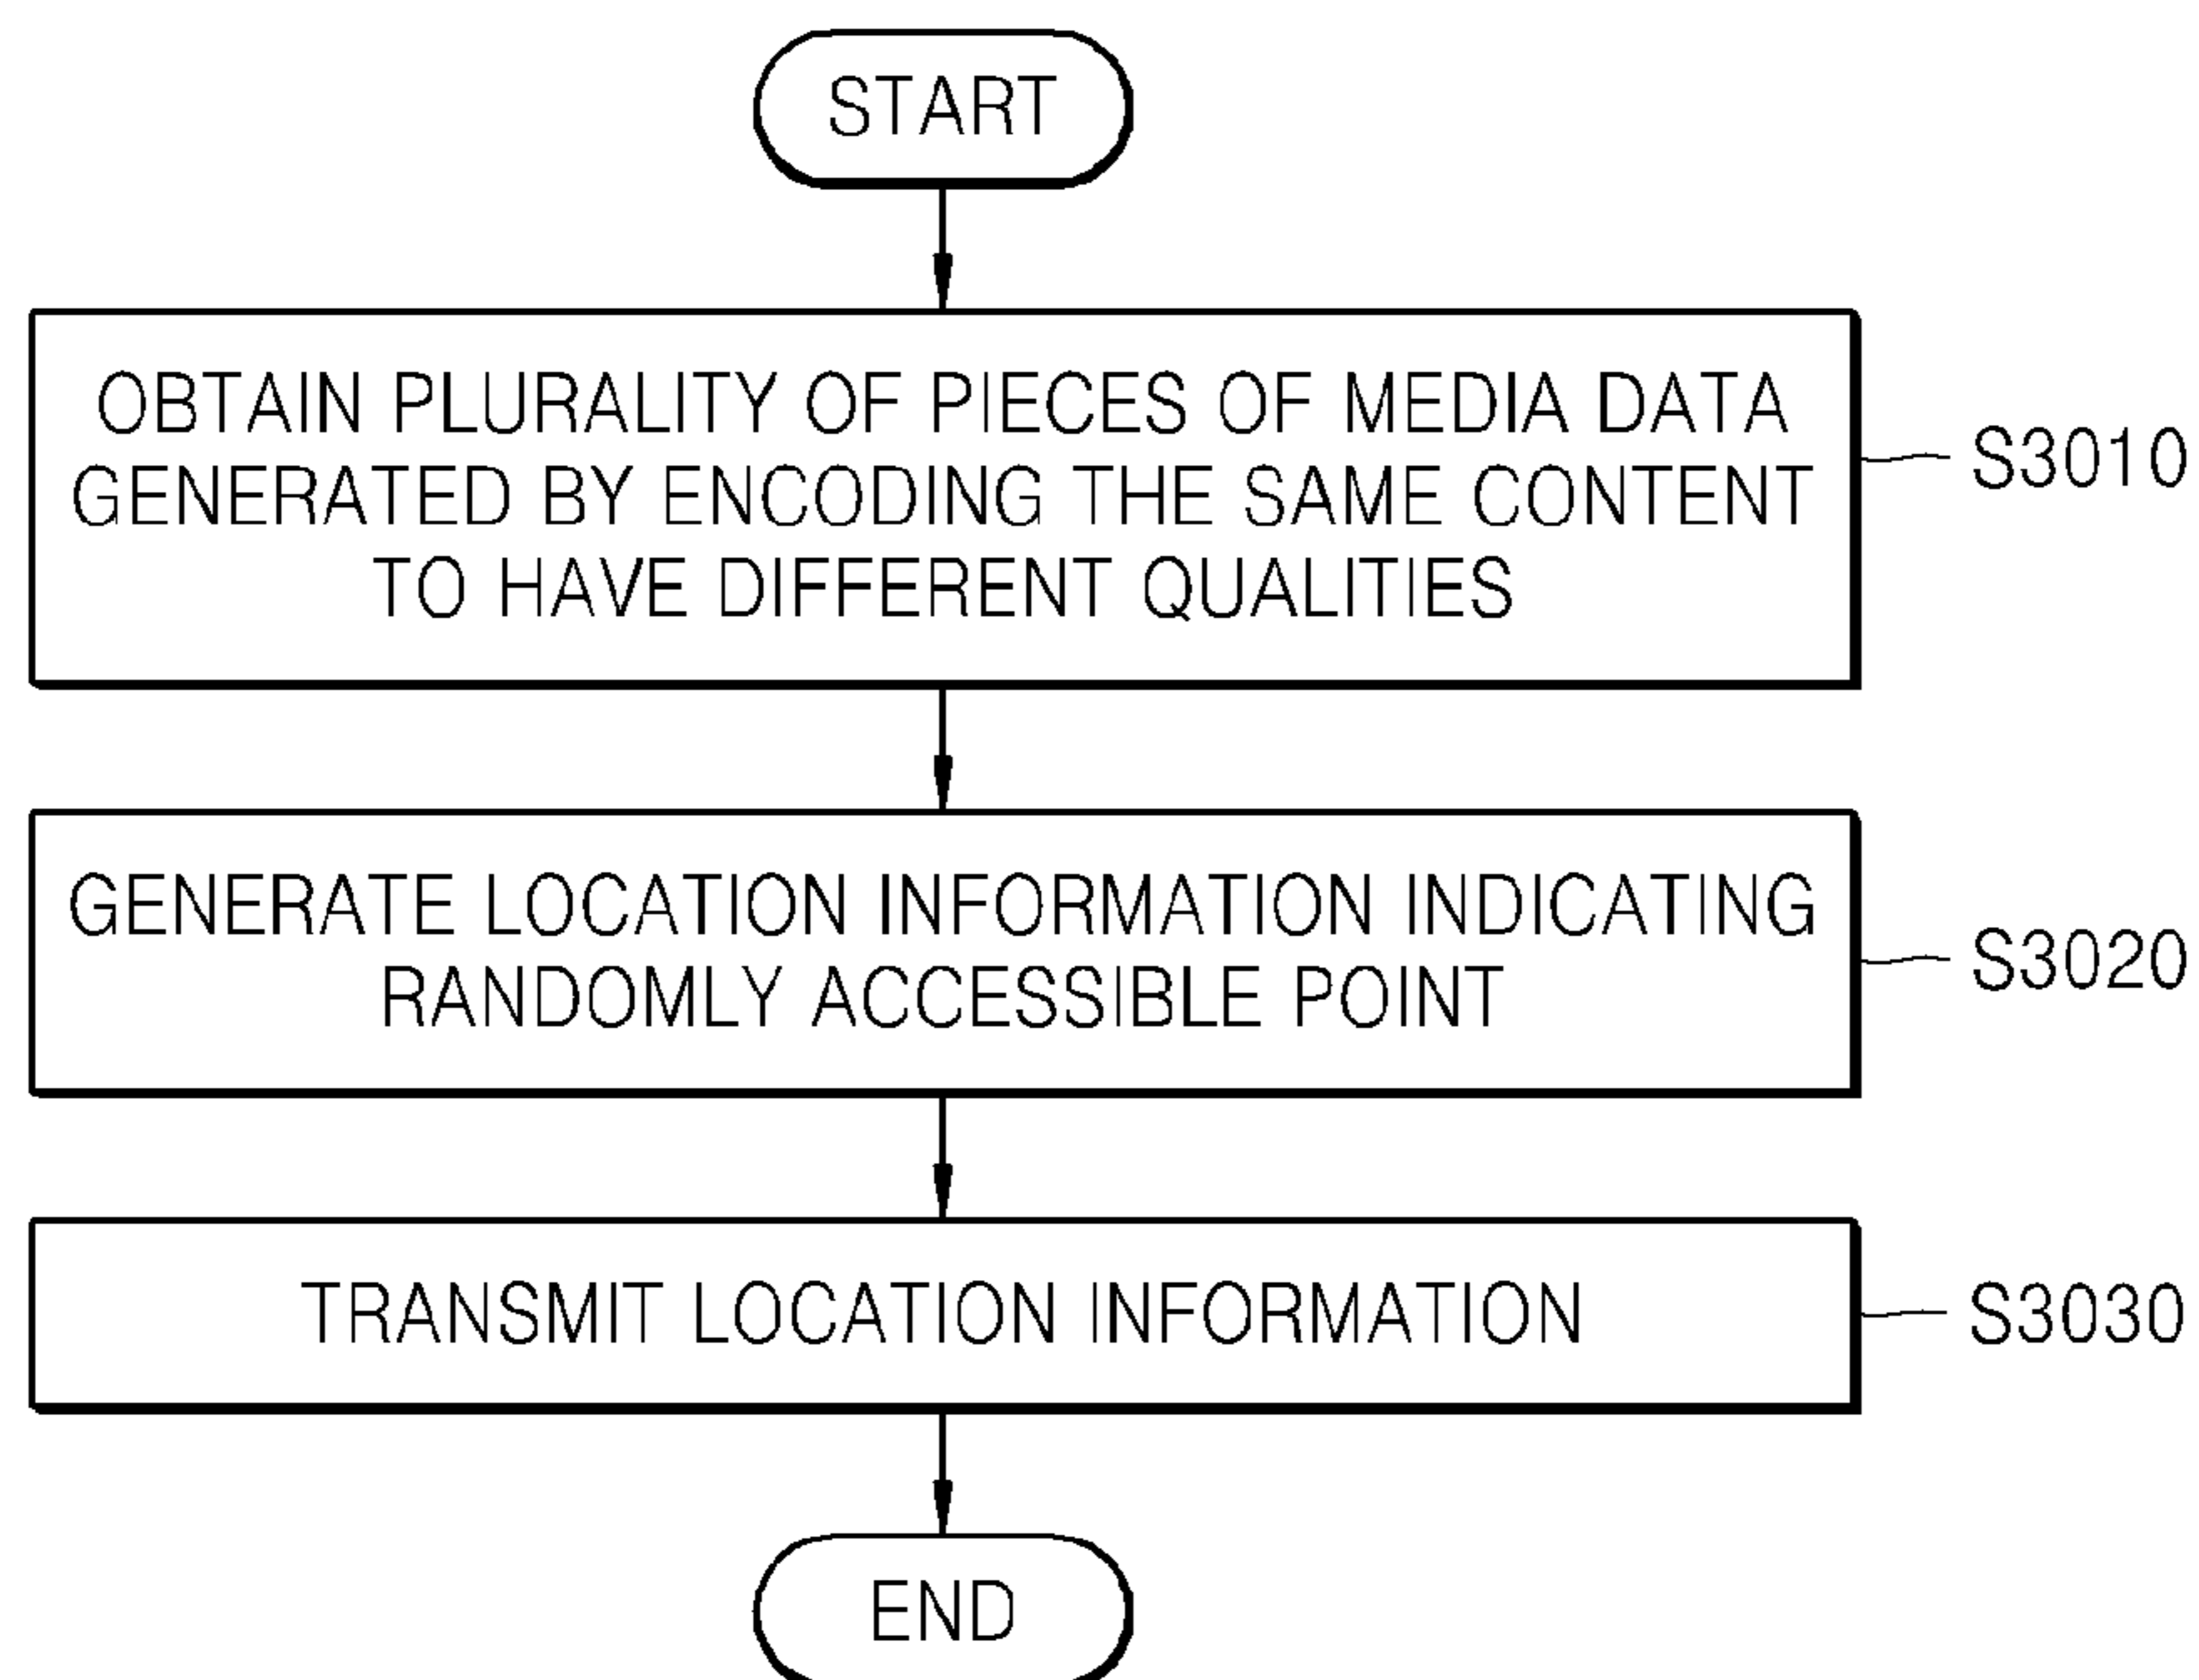 START
OBTAIN PLURALITY OF PIECES OF MEDIA DATA
GENERATED BY ENCODING THE SAME CONTENT
TO HAVE DIFFERENT QUALITIES
S3010
GENERATE LOCATION INFORMATION INDICATING
RANDOMLY ACCESSIBLE POINT
S3020
TRANSMIT LOCATION INFORMATION
S3030
END